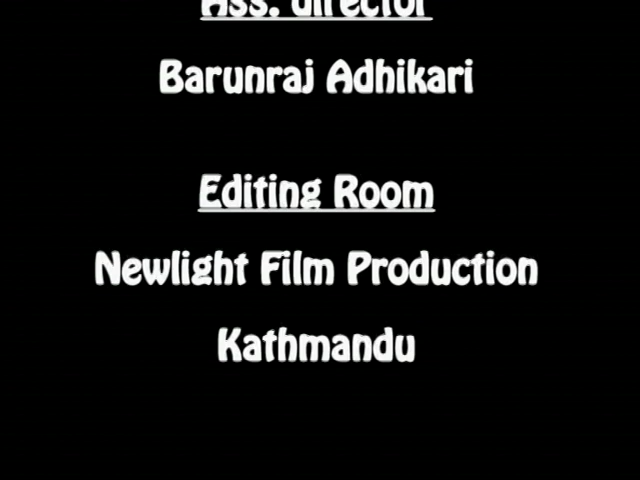 Ass. director
Barunraj Adhikari
Editing Room
Newlight Film Production
Kathmandu